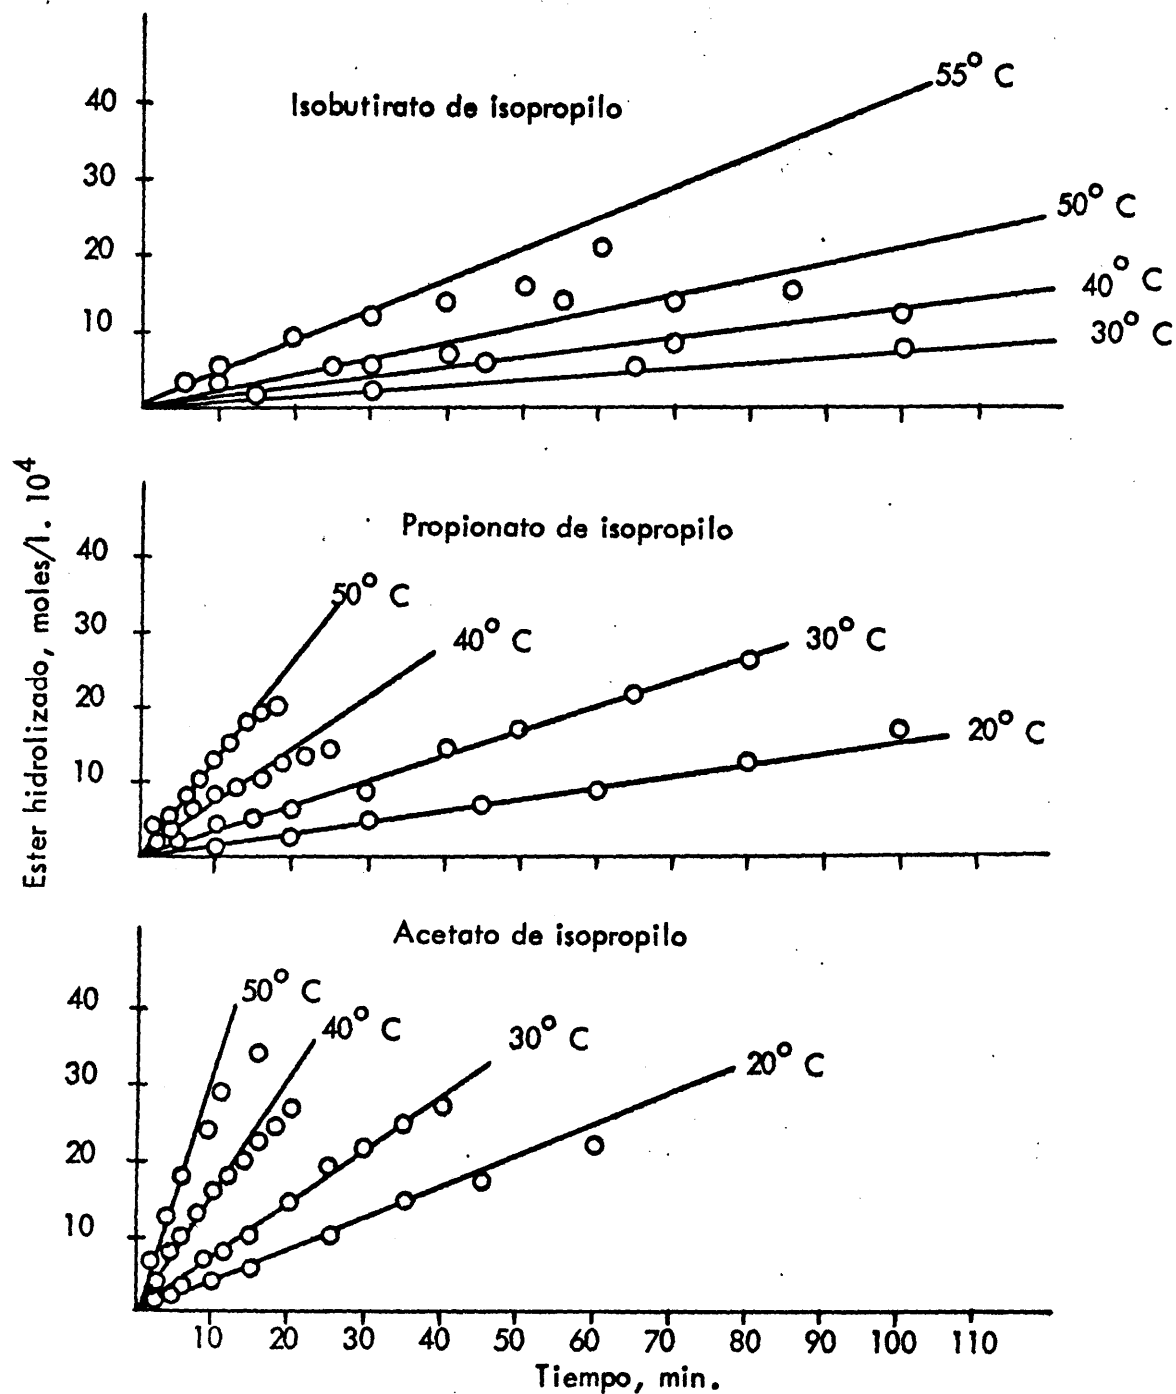 55° C
40
Isobutirato de isopropilo
30
50° C
20
40° C
10
30° C
Ester hidrolizado, moles/l. 10⁴
Propionato de isopropilo
40
50° C
30
40° C
30° C
20
20° C
10
Acetato de isopropilo
40
50° C
40° C
30° C
30
20° C
20
10
10 20 30 40 50 60 70 80 90 100 110
Tiempo, min.